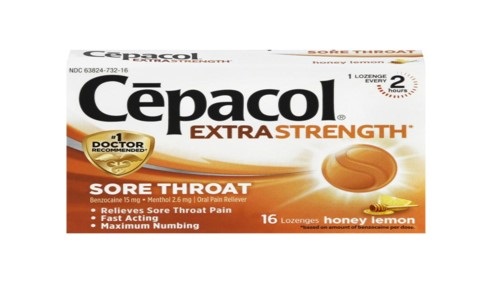 SORE THROAT
NDC 63824-732-16
EXTRASTRENGTH*
honey lemon
1 LOZENGE
EVERY
2
hours
Cēpacol®
EXTRASTRENGTH*
#1
DOCTOR
RECOMMENDED*
SORE THROAT
Benzocaine 15 mg • Menthol 2.6 mg | Oral Pain Reliever
• Relieves Sore Throat Pain
• Fast Acting
• Maximum Numbing
16 Lozenges honey lemon
*based on amount of benzocaine per dose.